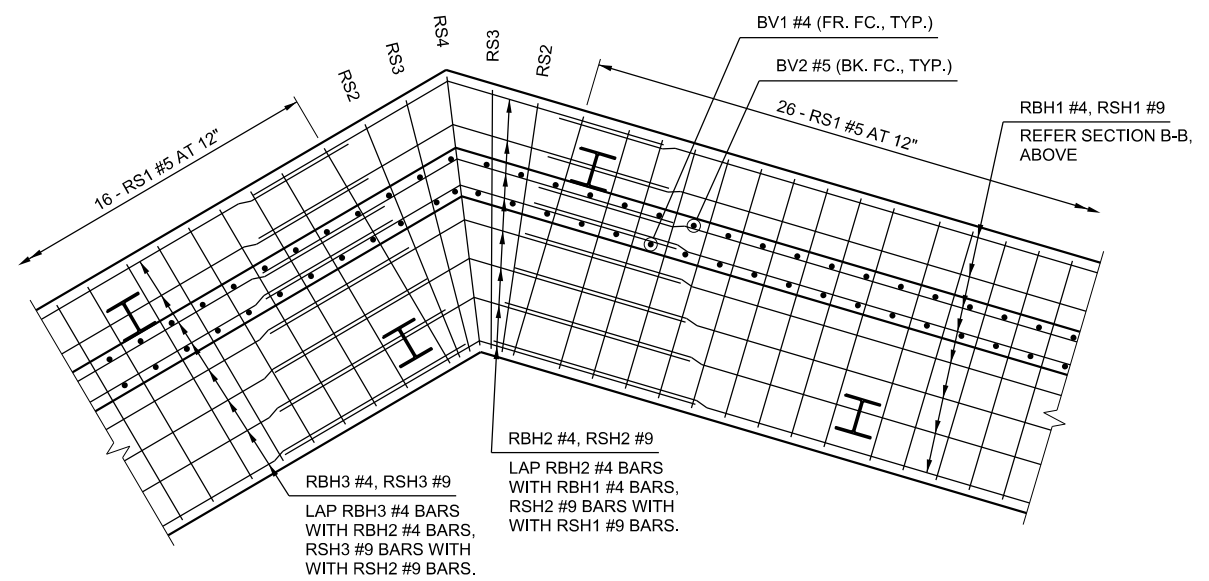 BV1 #4 (FR. FC., TYP.)
BV2 #5 (BK. FC., TYP.)
RS4
RS3
RS3
RS2
RS2
16 - RS1 #5 AT 12"
26 - RS1 #5 AT 12"
RBH1 #4, RSH1 #9
REFER SECTION B-B,
ABOVE
RBH2 #4, RSH2 #9
LAP RBH2 #4 BARS
WITH RBH1 #4 BARS,
RSH2 #9 BARS WITH
WITH RSH1 #9 BARS.
RBH3 #4, RSH3 #9
LAP RBH3 #4 BARS
WITH RBH2 #4 BARS,
RSH3 #9 BARS WITH
WITH RSH2 #9 BARS.